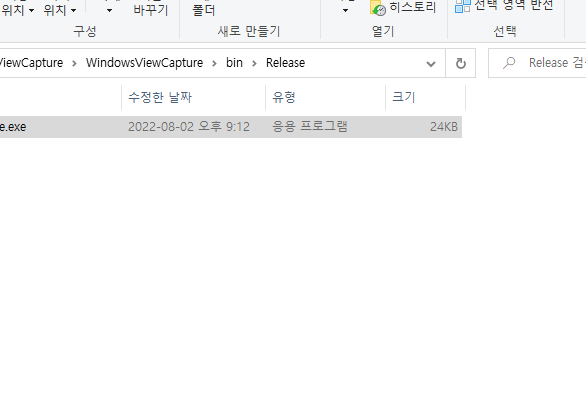 위치 위치 바꾸기 폴더 히스토리 선택 영역 반전
구성 새로 만들기 열기 선택
ViewCapture > WindowsViewCapture > bin > Release Release 검
수정한 날짜 유형 크기
e.exe 2022-08-02 오후 9:12 응용 프로그램 24KB